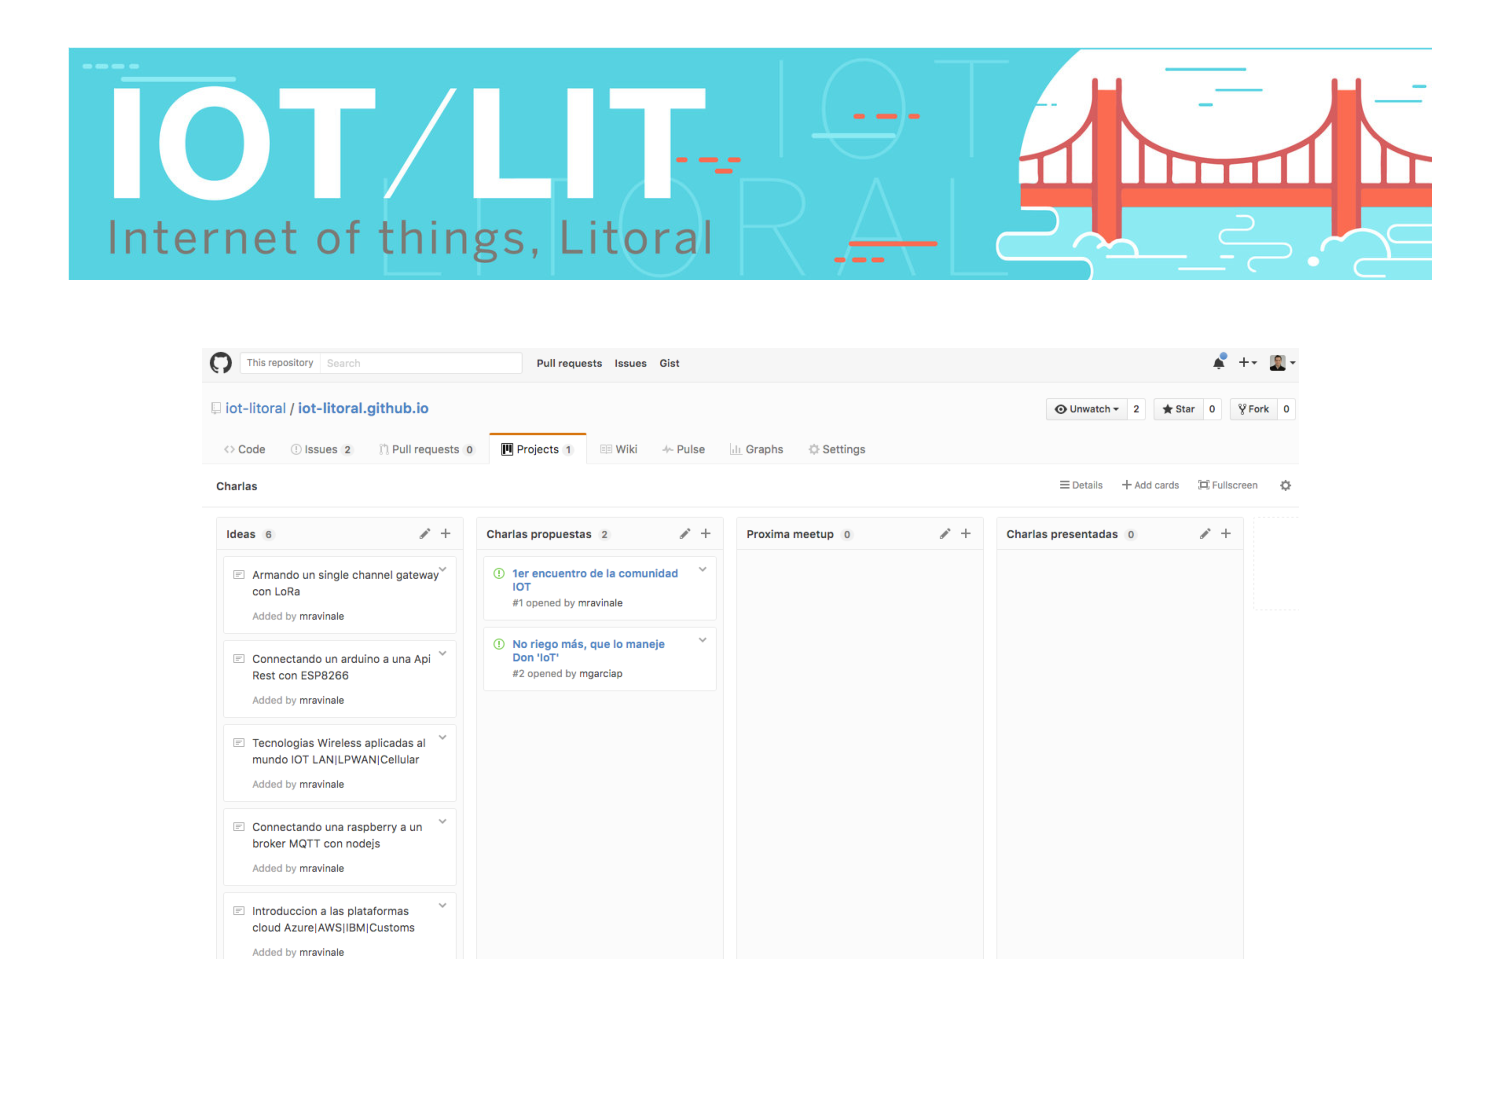 IOT/LIT
Internet of things, Litoral
IOT
LITORAL
This repository Search Pull requests Issues Gist
iot-litoral / iot-litoral.github.io
Unwatch 2 Star 0 Fork 0
Code Issues 2 Pull requests 0 Projects 1 Wiki Pulse Graphs Settings
Charlas
Details Add cards Fullscreen
Ideas 6
Armando un single channel gateway
con LoRa
Added by mravinale
Connectando un arduino a una Api
Rest con ESP8266
Added by mravinale
Tecnologias Wireless aplicadas al
mundo IOT LAN|LPWAN|Cellular
Added by mravinale
Connectando una raspberry a un
broker MQTT con nodejs
Added by mravinale
Introduccion a las plataformas
cloud Azure|AWS|IBM|Customs
Added by mravinale
Charlas propuestas 2
1er encuentro de la comunidad
IOT
#1 opened by mravinale
No riego más, que lo maneje
Don 'IoT'
#2 opened by mgarciap
Proxima meetup 0
Charlas presentadas 0